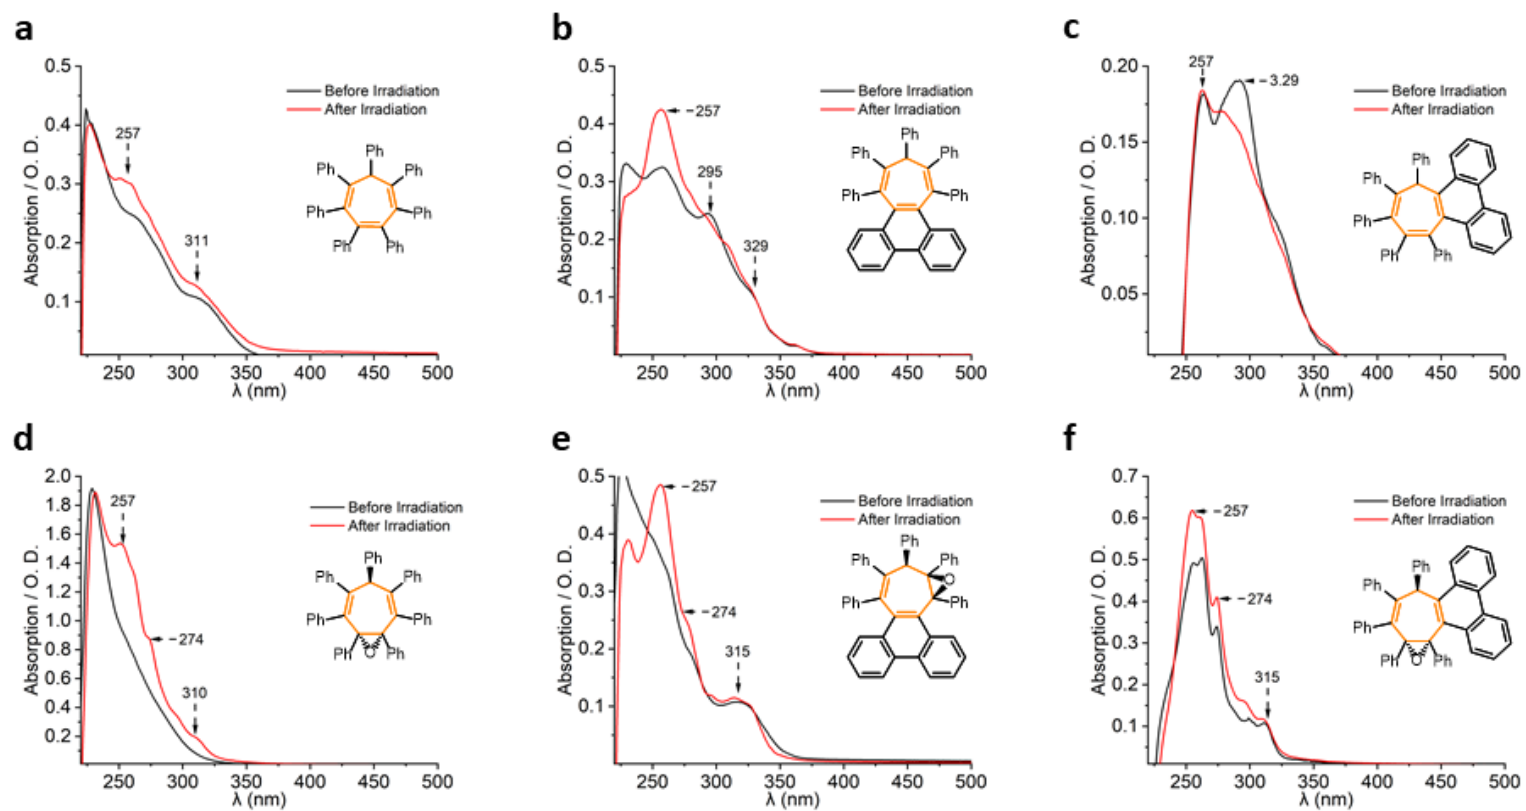 a
0.5
0.4
0.3
0.2
0.1
Absorption / O. D.
250 300 350 400 450 500
λ (nm)
Before Irradiation
After Irradiation
257
311
Ph
Ph Ph
Ph Ph
Ph Ph
b
0.5
0.4
0.3
0.2
0.1
Absorption / O. D.
250 300 350 400 450 500
λ (nm)
Before Irradiation
After Irradiation
257
295
329
Ph
Ph Ph
Ph Ph
c
0.20
0.15
0.10
0.05
Absorption / O. D.
250 300 350 400 450 500
λ (nm)
Before Irradiation
After Irradiation
257
3.29
Ph
Ph
Ph
Ph Ph
d
2.0
1.8
1.6
1.4
1.2
1.0
0.8
0.6
0.4
0.2
Absorption / O. D.
250 300 350 400 450 500
λ (nm)
Before Irradiation
After Irradiation
257
274
310
Ph
Ph Ph
Ph Ph
Ph O Ph
e
0.5
0.4
0.3
0.2
0.1
Absorption / O. D.
250 300 350 400 450 500
λ (nm)
Before Irradiation
After Irradiation
257
274
315
Ph Ph
Ph O
Ph Ph
f
0.7
0.6
0.5
0.4
0.3
0.2
0.1
Absorption / O. D.
250 300 350 400 450 500
λ (nm)
Before Irradiation
After Irradiation
257
274
315
Ph
Ph
Ph
Ph O Ph